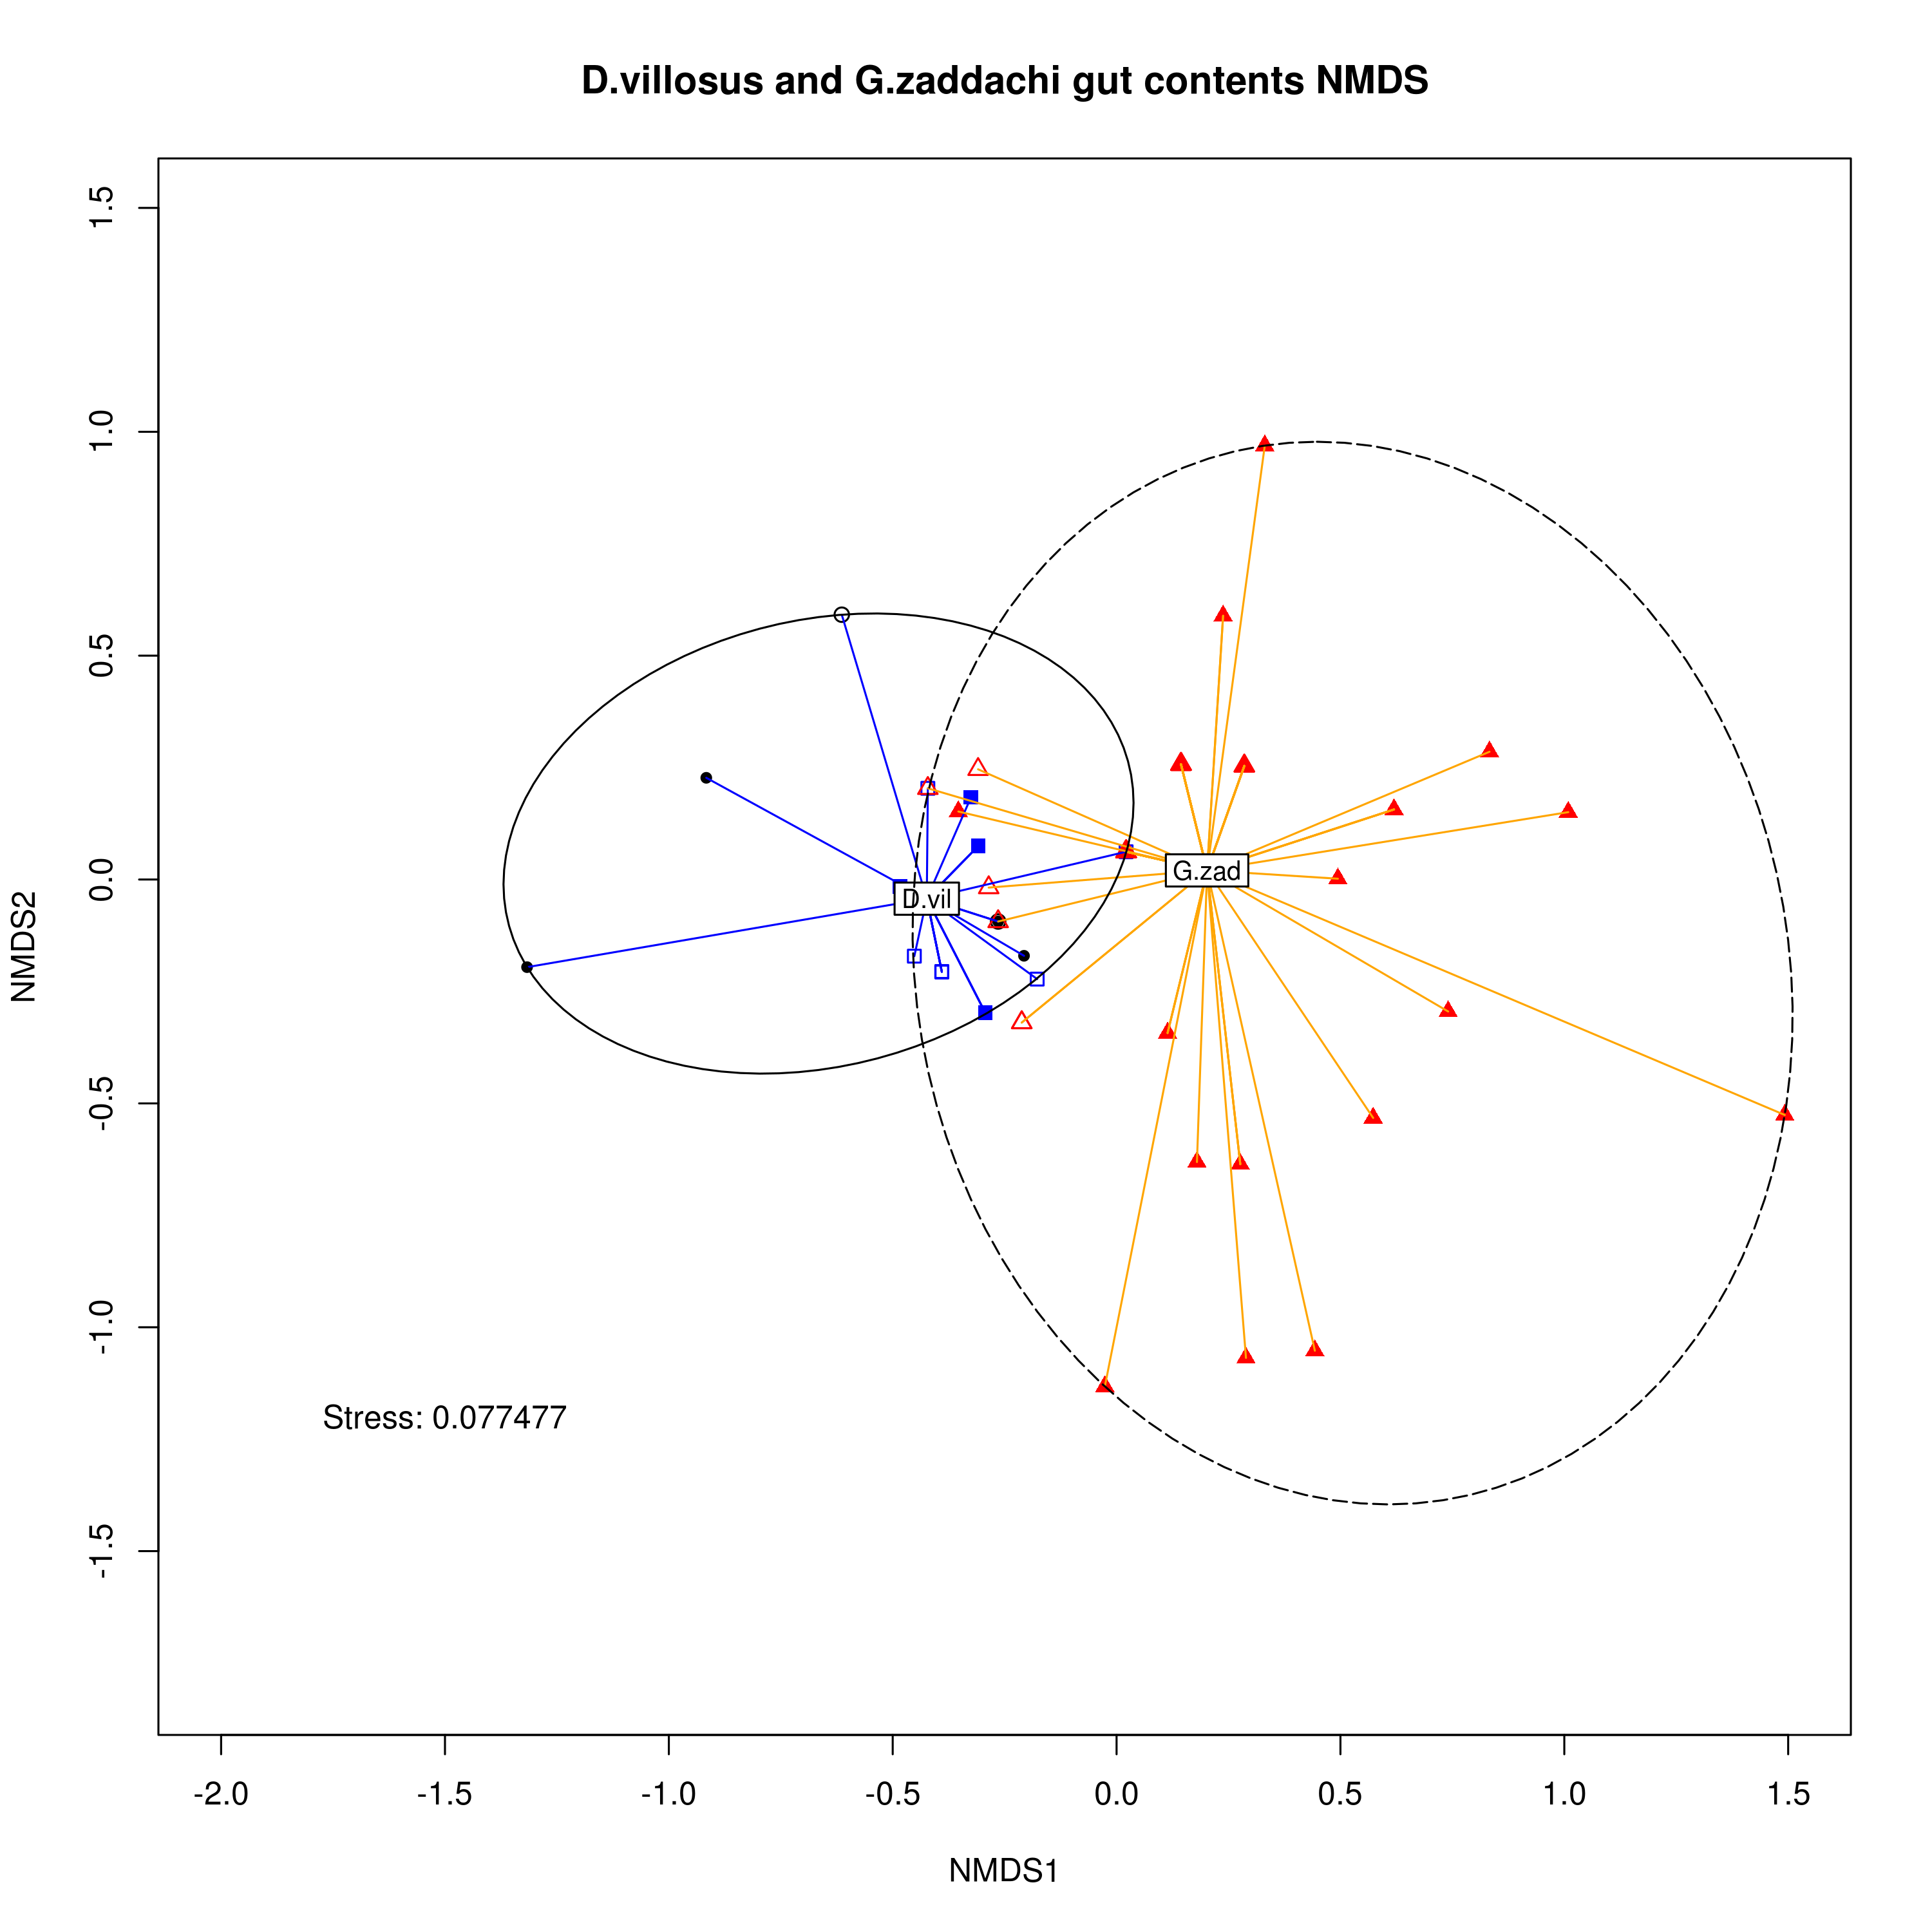 D.villosus and G.zaddachi gut contents NMDS
1.5
1.0
0.5
0.0
-0.5
-1.0
-1.5
NMDS2
D.vil
G.zad
Stress: 0.077477
-2.0 -1.5 -1.0 -0.5 0.0 0.5 1.0 1.5
NMDS1